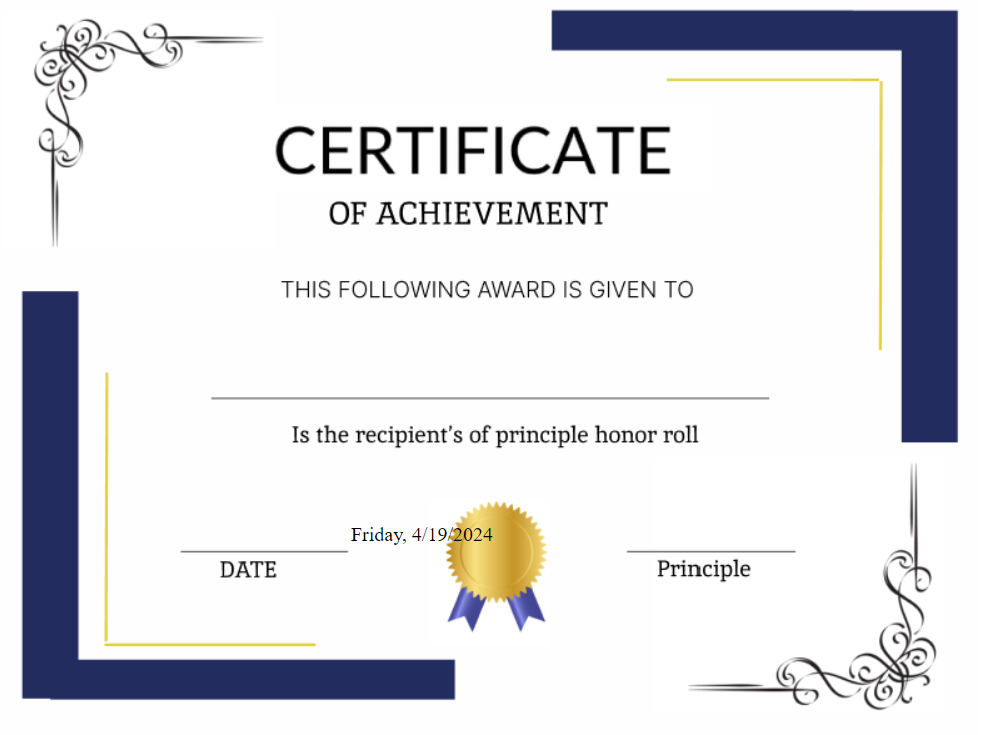 CERTIFICATE
OF ACHIEVEMENT
THIS FOLLOWING AWARD IS GIVEN TO
Is the recipient's of principle honor roll
Friday, 4/19/2024
DATE
Principle